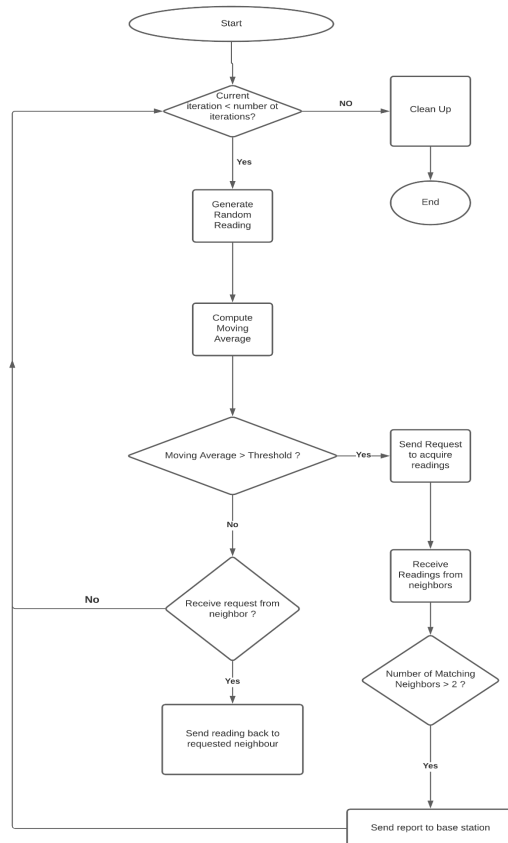 Start
Current
iteration < number of
iterations?
NO
Clean Up
Yes
End
Generate
Random
Reading
Compute
Moving
Average
Moving Average > Threshold ?
Yes
Send Request
to acquire
readings
No
Receive
Readings from
neighbors
No
Receive request from
neighbor ?
Number of Matching
Neighbors > 2 ?
Yes
Send reading back to
requested neighbour
Yes
Send report to base station